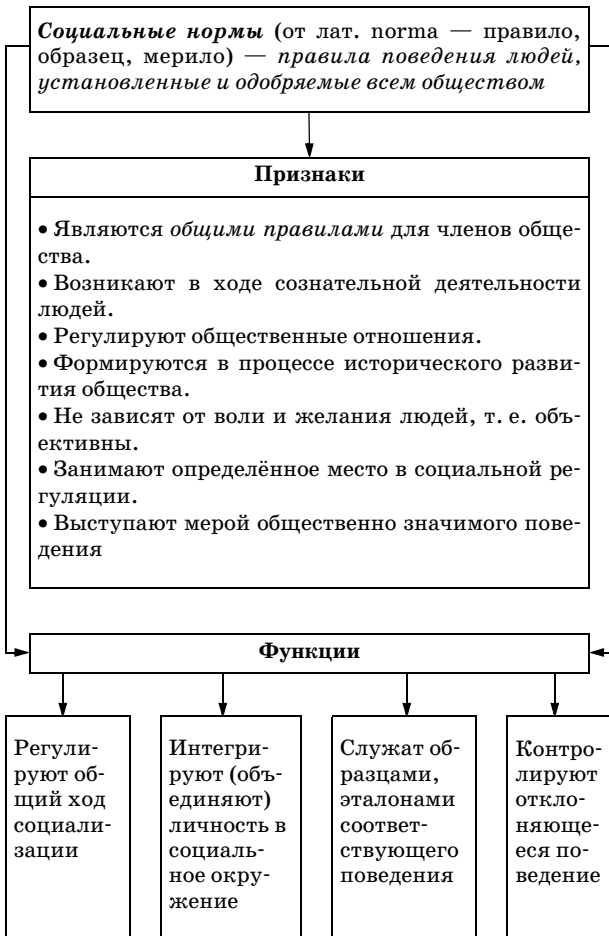 Социальные нормы (от лат. norma — правило,
образец, мерило) — правила поведения людей,
установленные и одобряемые всем обществом
Признаки
• Являются общими правилами для членов обще-
ства.
• Возникают в ходе сознательной деятельности
людей.
• Регулируют общественные отношения.
• Формируются в процессе исторического разви-
тия общества.
• Не зависят от воли и желания людей, т. е. объ-
ективны.
• Занимают определённое место в социальной ре-
гуляции.
• Выступают мерой общественно значимого пове-
дения
Функции
Регули-
руют об-
щий ход
социали-
зации
Интегри-
руют (объ-
единяют)
личность в
социаль-
ное окру-
жение
Служат об-
разцами,
эталонами
соответ-
ствующего
поведения
Контро-
лируют
откло-
няюще-
еся по-
ведение